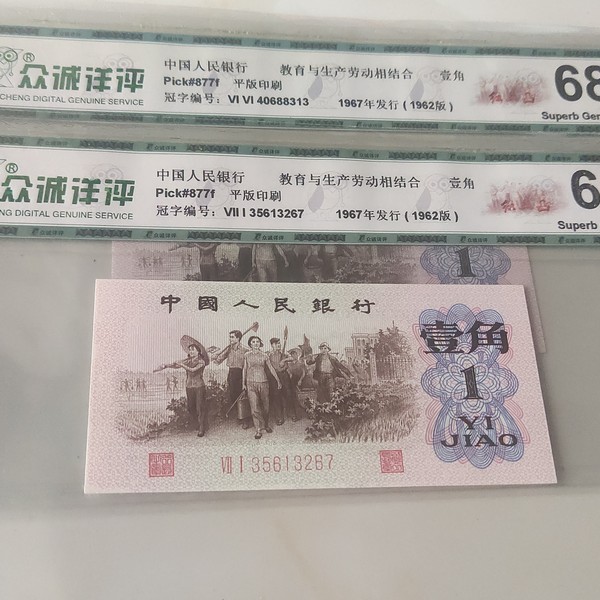 ®
众诚详评
CHENG DIGITAL GENUINE SERVICE
中国人民银行 教育与生产劳动相结合 壹角
Pick#877f 平版印刷
冠字编号：VI VI 40688313 1967年发行（1962版）
68
Superb Gen
®
众诚详评
ENG DIGITAL GENUINE SERVICE
中国人民银行 教育与生产劳动相结合 壹角
Pick#877f 平版印刷
冠字编号：VII I 35613267 1967年发行（1962版）
6
Superb
1
中國人民銀行
壹角
1
YI
JIAO
VII I 35613267